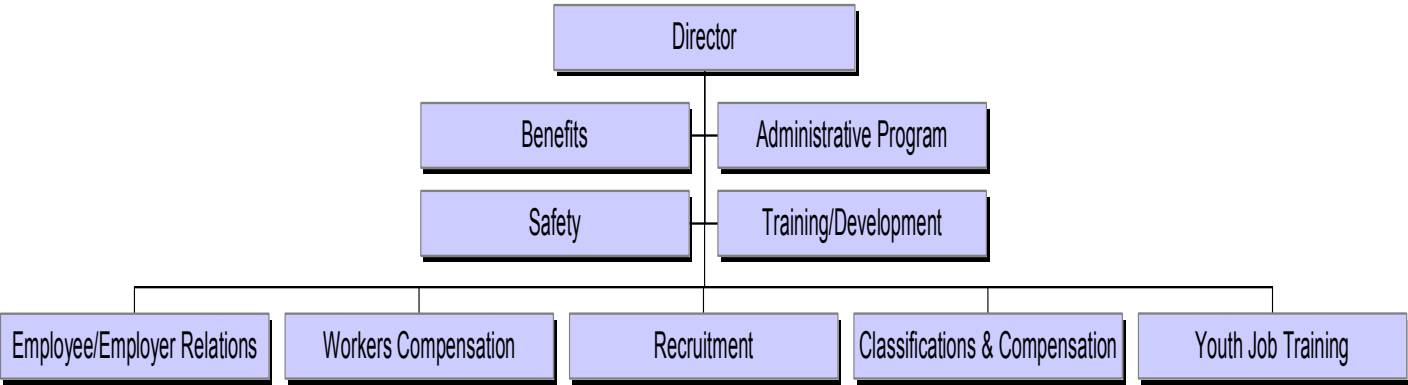 Director
Benefits
Administrative Program
Safety
Training/Development
Employee/Employer Relations
Workers Compensation
Recruitment
Classifications & Compensation
Youth Job Training